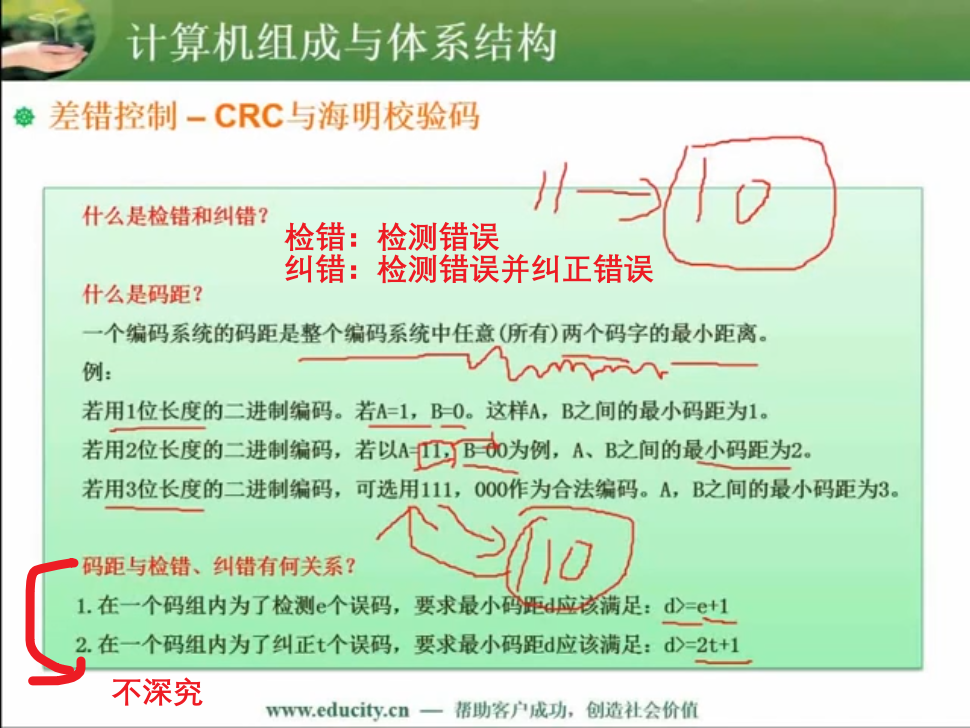 计算机组成与体系结构
差错控制 – CRC与海明校验码
11 → 10
什么是检错和纠错？
检错：检测错误
纠错：检测错误并纠正错误
什么是码距？
一个编码系统的码距是整个编码系统中任意(所有)两个码字的最小距离。
例：
若用1位长度的二进制编码。若A=1，B=0。这样A，B之间的最小码距为1。
若用2位长度的二进制编码，若以A=11，B=00为例，A、B之间的最小码距为2。
若用3位长度的二进制编码，可选用111，000作为合法编码。A，B之间的最小码距为3。
110
码距与检错、纠错有何关系？
1. 在一个码组内为了检测e个误码，要求最小码距d应该满足：d>=e+1
2. 在一个码组内为了纠正t个误码，要求最小码距d应该满足：d>=2t+1
不深究
www.educity.cn — 帮助客户成功，创造社会价值